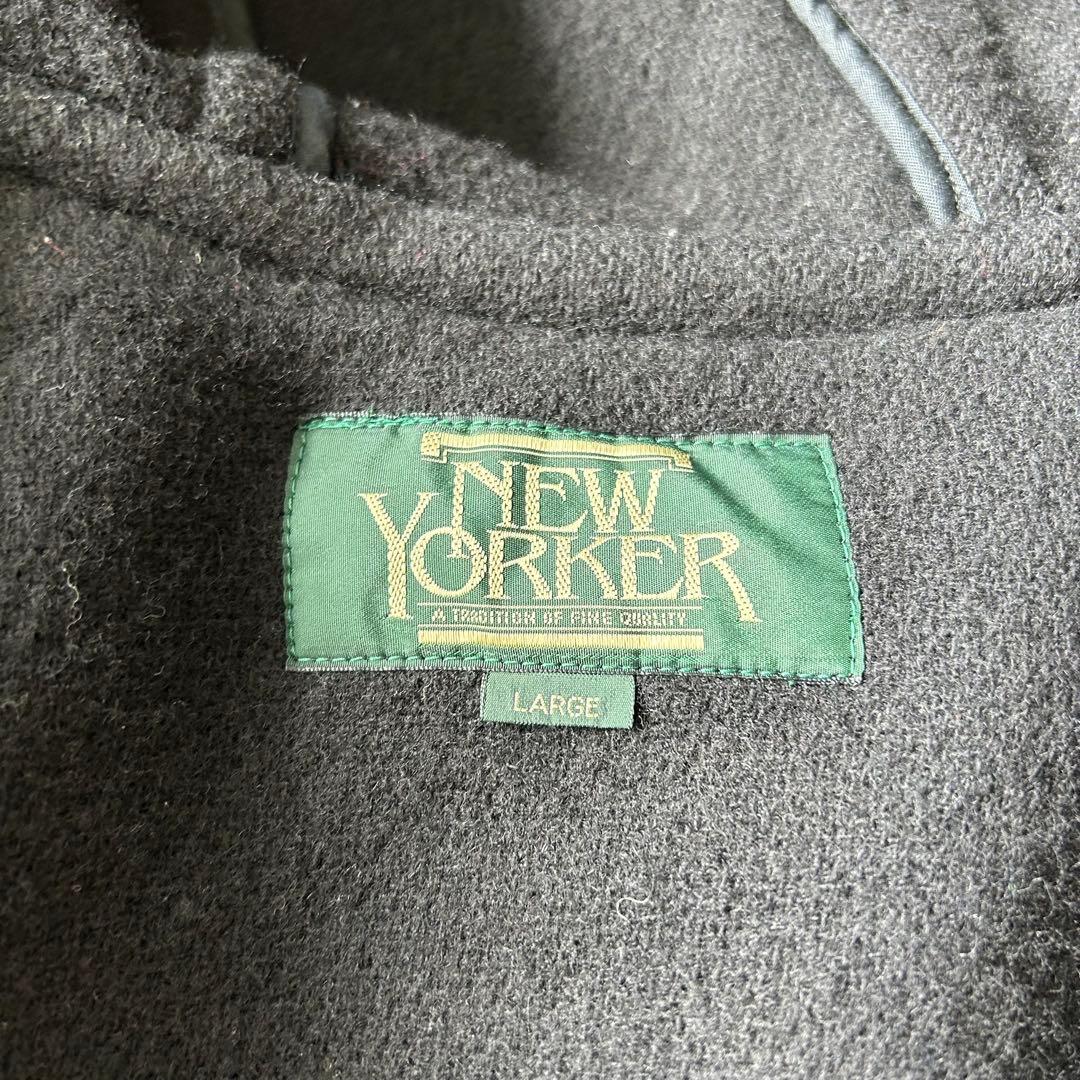 NEW
YORKER
A TRADITION OF FINE QUALITY
LARGE